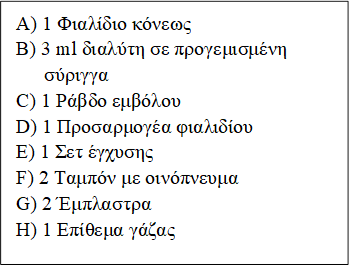 A) 1 Φιαλίδιο κόνεως
B) 3 ml διαλύτη σε προγεμισμένη
σύριγγα
C) 1 Ράβδο εμβόλου
D) 1 Προσαρμογέα φιαλιδίου
E) 1 Σετ έγχυσης
F) 2 Ταμπόν με οινόπνευμα
G) 2 Έμπλαστρα
H) 1 Επίθεμα γάζας